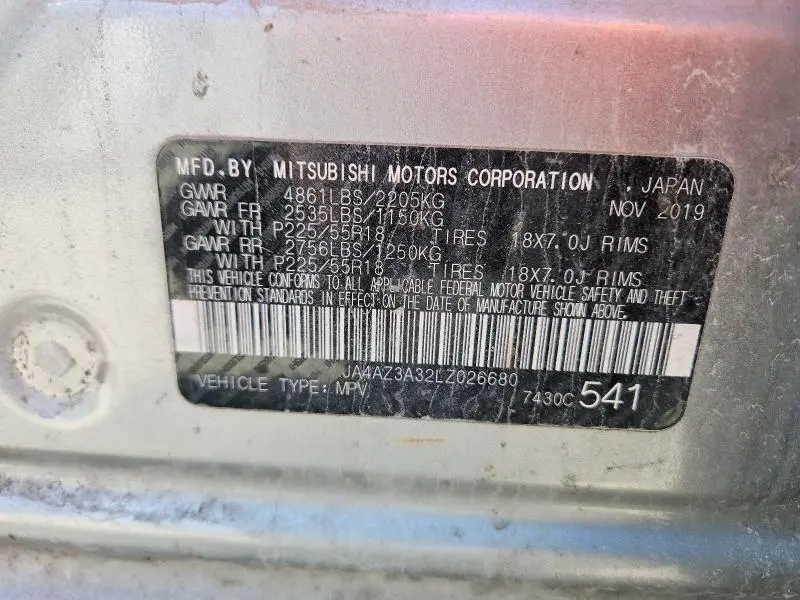 MFD.BY MITSUBISHI MOTORS CORPORATION , JAPAN
GWR 4861LBS/2205KG NOV 2019
GAWR FR 2535LBS/1150KG
WITH P225/55R18 TIRES 18X7.0J RIMS
GAWR RR 2756LBS/1250KG
WITH P225/55R18 TIRES 18X7.0J RIMS
THIS VEHICLE CONFORMS TO ALL APPLICABLE FEDERAL MOTOR VEHICLE SAFETY AND THEFT
PREVENTION STANDARDS IN EFFECT ON THE DATE OF MANUFACTURE SHOWN ABOVE.
JA4AZ3A32LZ026680
VEHICLE TYPE: MPV 7430C 541